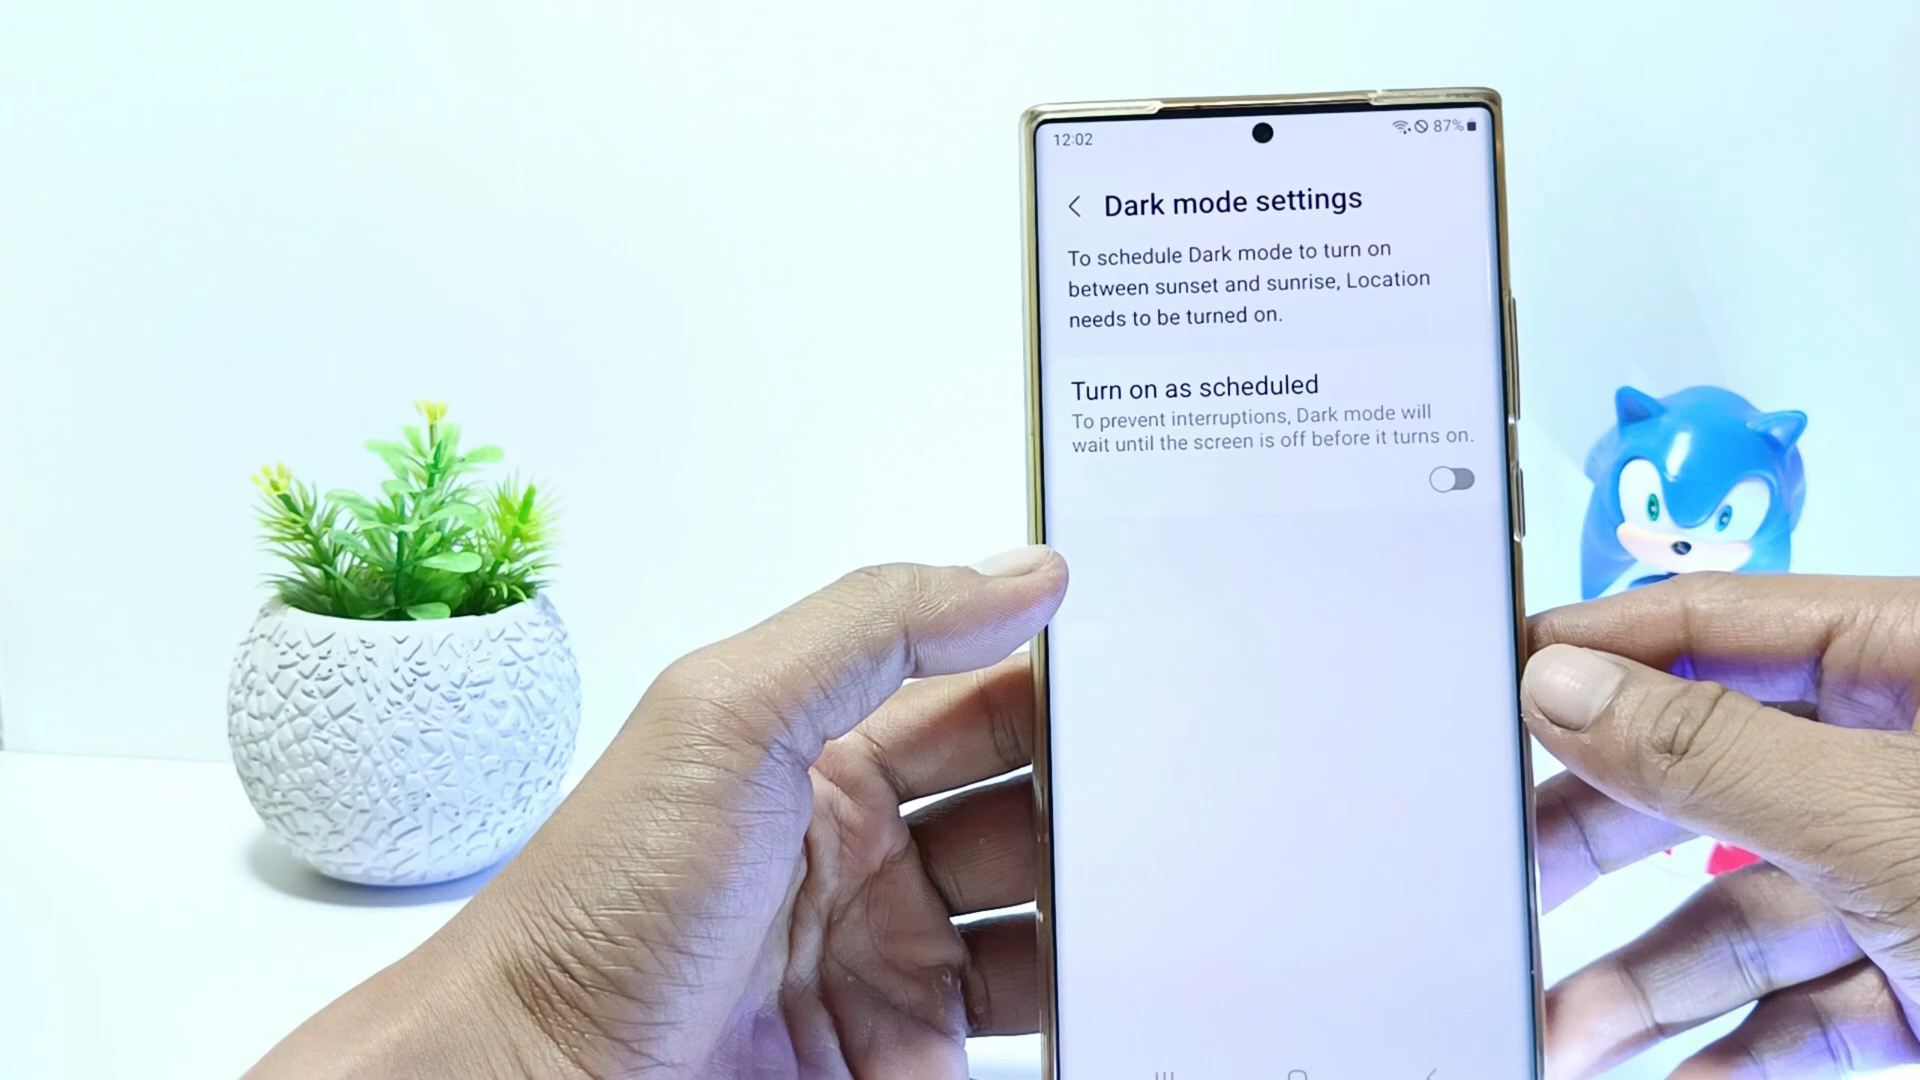 12:02
87%
Dark mode settings
To schedule Dark mode to turn on
between sunset and sunrise, Location
needs to be turned on.
Turn on as scheduled
To prevent interruptions, Dark mode will
wait until the screen is off before it turns on.